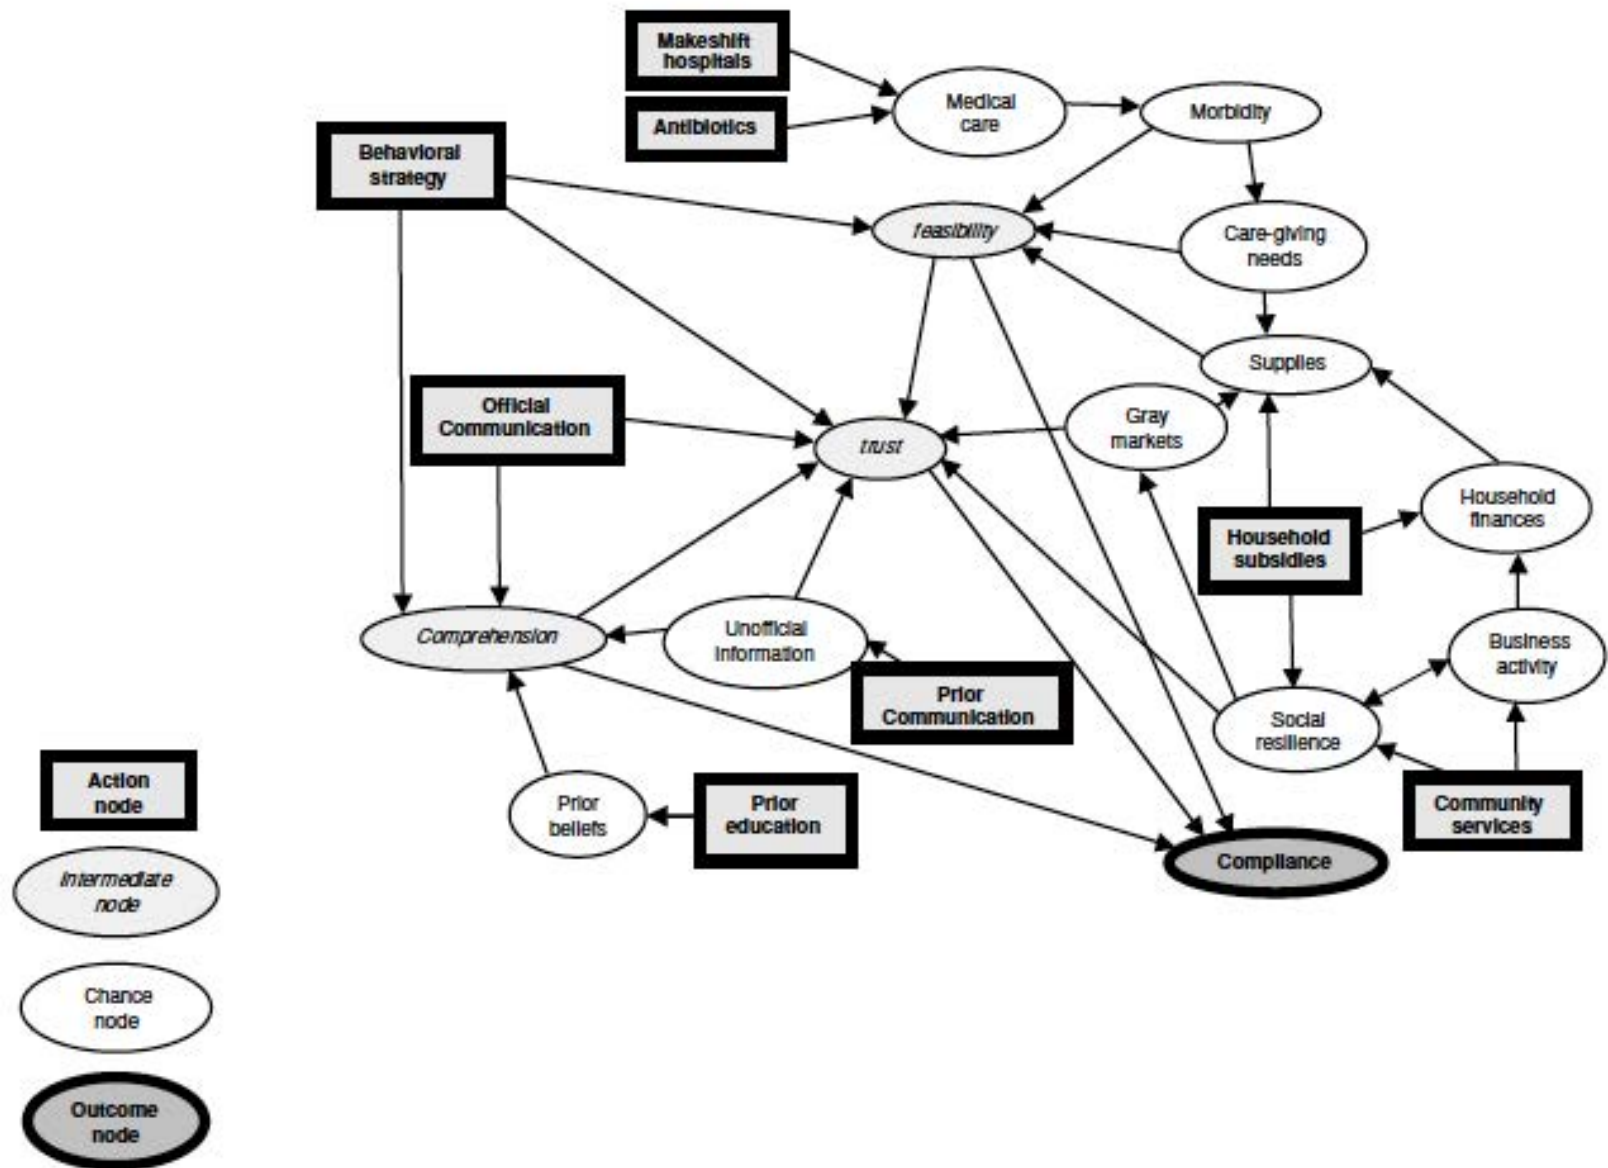 Makeshift
hospitals
Antibiotics
Medical
care
Morbidity
Behavioral
strategy
feasibility
Care-giving
needs
Supplies
Official
Communication
trust
Gray
markets
Household
finances
Household
subsidies
Comprehension
Unofficial
information
Business
activity
Prior
Communication
Social
resilience
Action
node
Prior
beliefs
Prior
education
Community
services
Compliance
Intermediate
node
Chance
node
Outcome
node